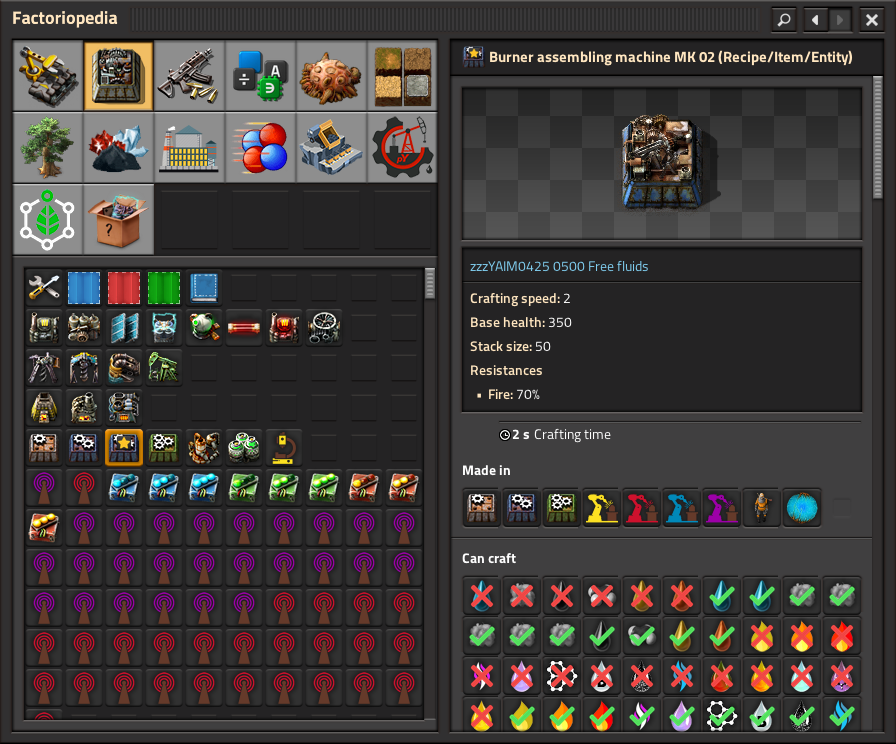 Factoriopedia
Burner assembling machine MK 02 (Recipe/Item/Entity)
zzzYAIM0425 0500 Free fluids
Crafting speed: 2
Base health: 350
Stack size: 50
Resistances
• Fire: 70%
2 s Crafting time
Made in
Can craft